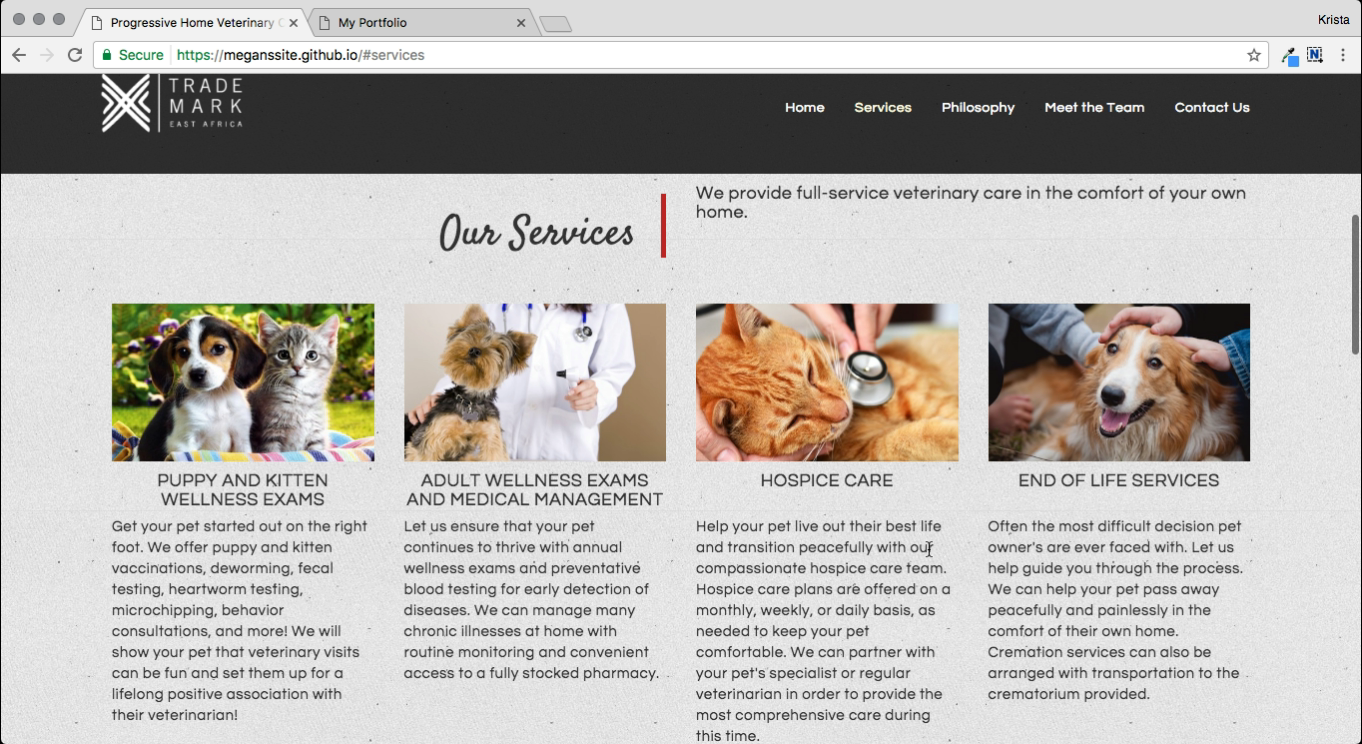 Progressive Home Veterinary
My Portfolio
Krista
Secure
https://meganssite.github.io/#services
TRADE
MARK
EAST AFRICA
Home
Services
Philosophy
Meet the Team
Contact Us
Our Services
We provide full-service veterinary care in the comfort of your own
home.
PUPPY AND KITTEN
WELLNESS EXAMS
Get your pet started out on the right
foot. We offer puppy and kitten
vaccinations, deworming, fecal
testing, heartworm testing,
microchipping, behavior
consultations, and more! We will
show your pet that veterinary visits
can be fun and set them up for a
lifelong positive association with
their veterinarian!
ADULT WELLNESS EXAMS
AND MEDICAL MANAGEMENT
Let us ensure that your pet
continues to thrive with annual
wellness exams and preventative
blood testing for early detection of
diseases. We can manage many
chronic illnesses at home with
routine monitoring and convenient
access to a fully stocked pharmacy.
HOSPICE CARE
Help your pet live out their best life
and transition peacefully with our
compassionate hospice care team.
Hospice care plans are offered on a
monthly, weekly, or daily basis, as
needed to keep your pet
comfortable. We can partner with
your pet's specialist or regular
veterinarian in order to provide the
most comprehensive care during
this time.
END OF LIFE SERVICES
Often the most difficult decision pet
owner's are ever faced with. Let us
help guide you through the process.
We can help your pet pass away
peacefully and painlessly in the
comfort of their own home.
Cremation services can also be
arranged with transportation to the
crematorium provided.